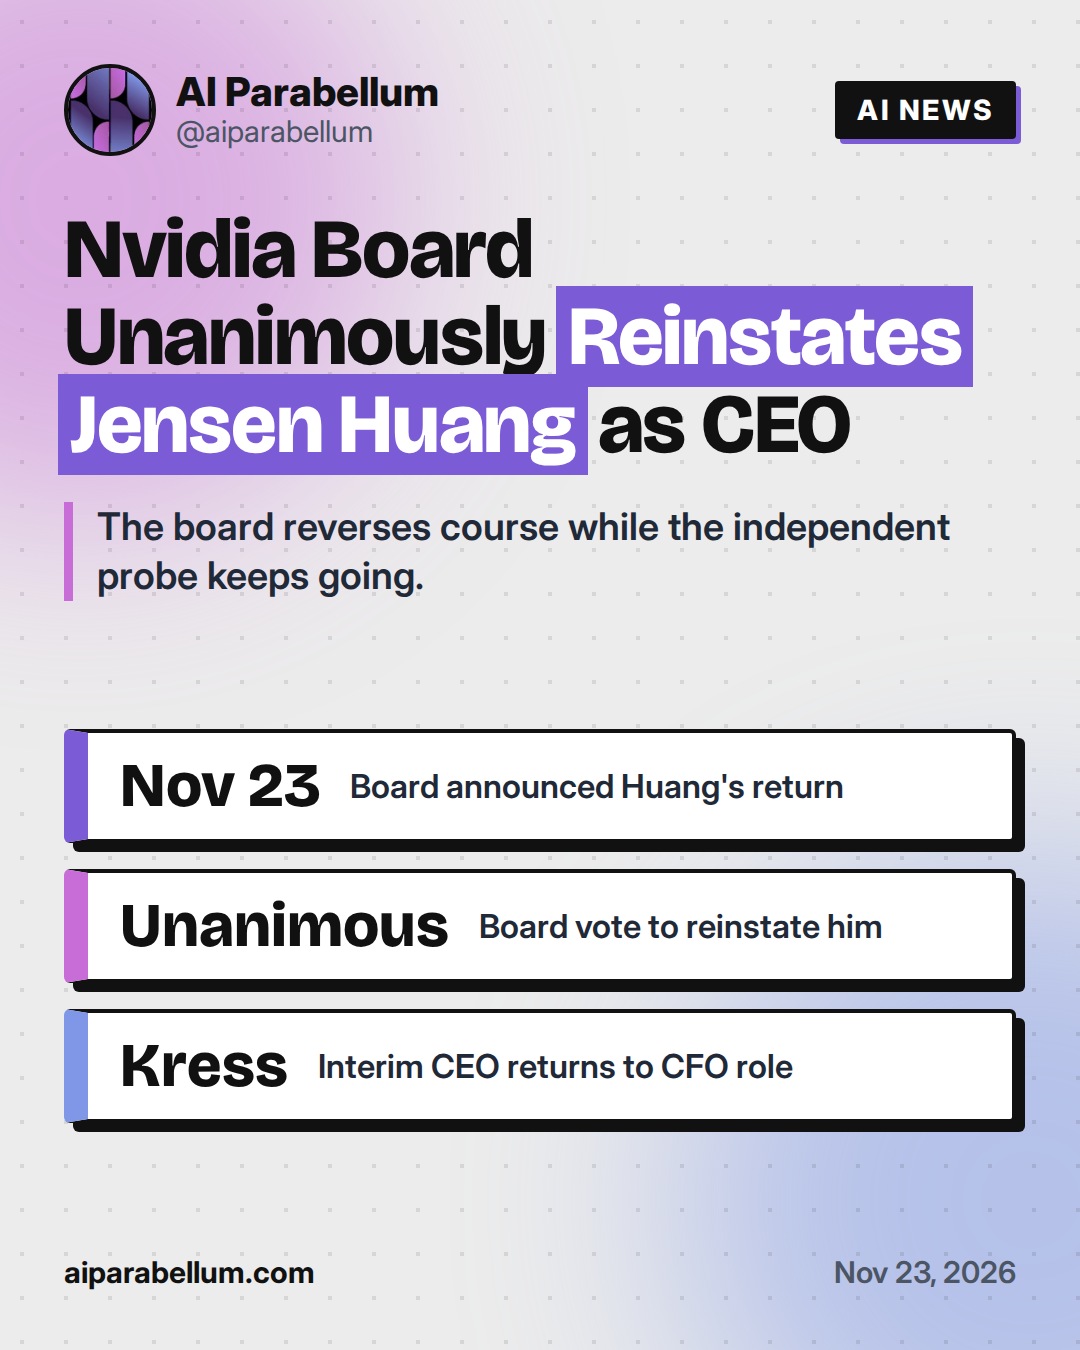 AI Parabellum
@aiparabellum
AI NEWS
Nvidia Board
Unanimously Reinstates
Jensen Huang as CEO
The board reverses course while the independent
probe keeps going.
Nov 23 Board announced Huang's return
Unanimous Board vote to reinstate him
Kress Interim CEO returns to CFO role
aiparabellum.com
Nov 23, 2026